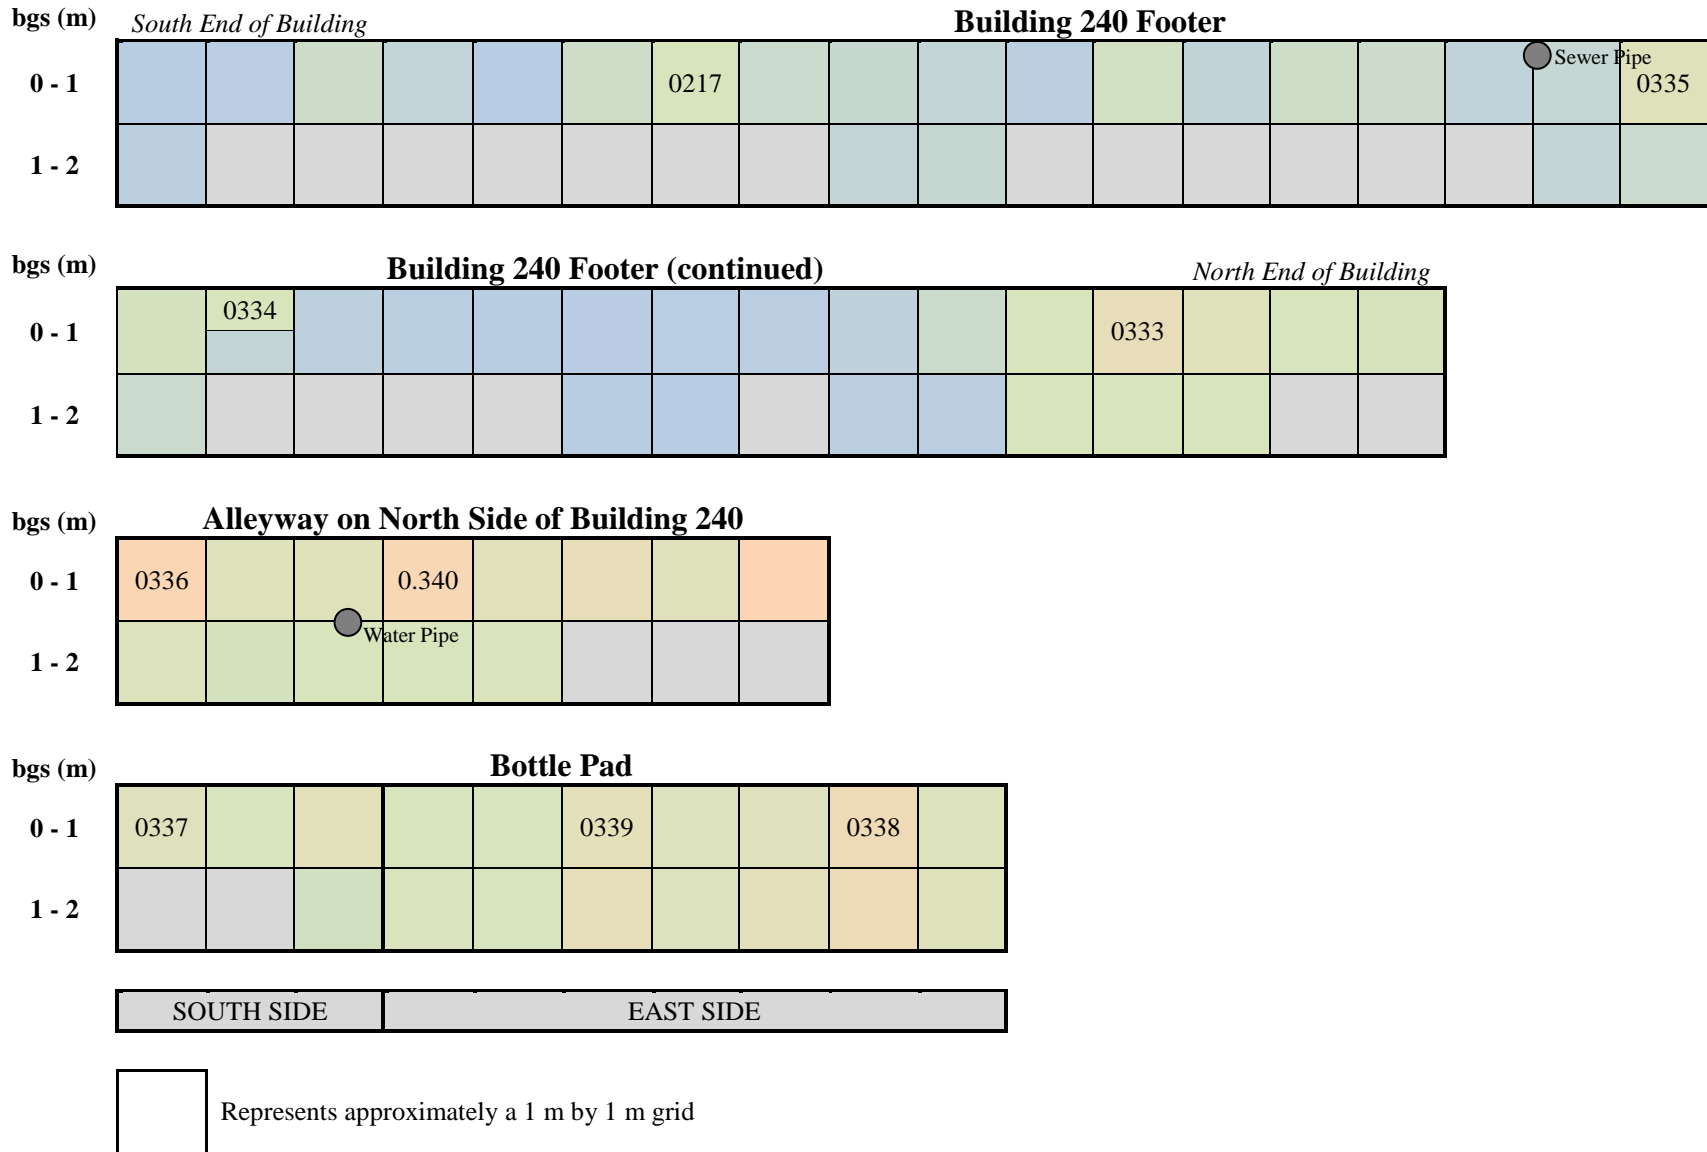 bgs (m) South End of Building Building 240 Footer
0 - 1 0217 Sewer Pipe 0335
1 - 2
bgs (m) Building 240 Footer (continued) North End of Building
0 - 1 0334 0333
1 - 2
bgs (m) Alleyway on North Side of Building 240
0 - 1 0336 0.340
Water Pipe
1 - 2
bgs (m) Bottle Pad
0 - 1 0337 0339 0338
1 - 2
SOUTH SIDE EAST SIDE
Represents approximately a 1 m by 1 m grid